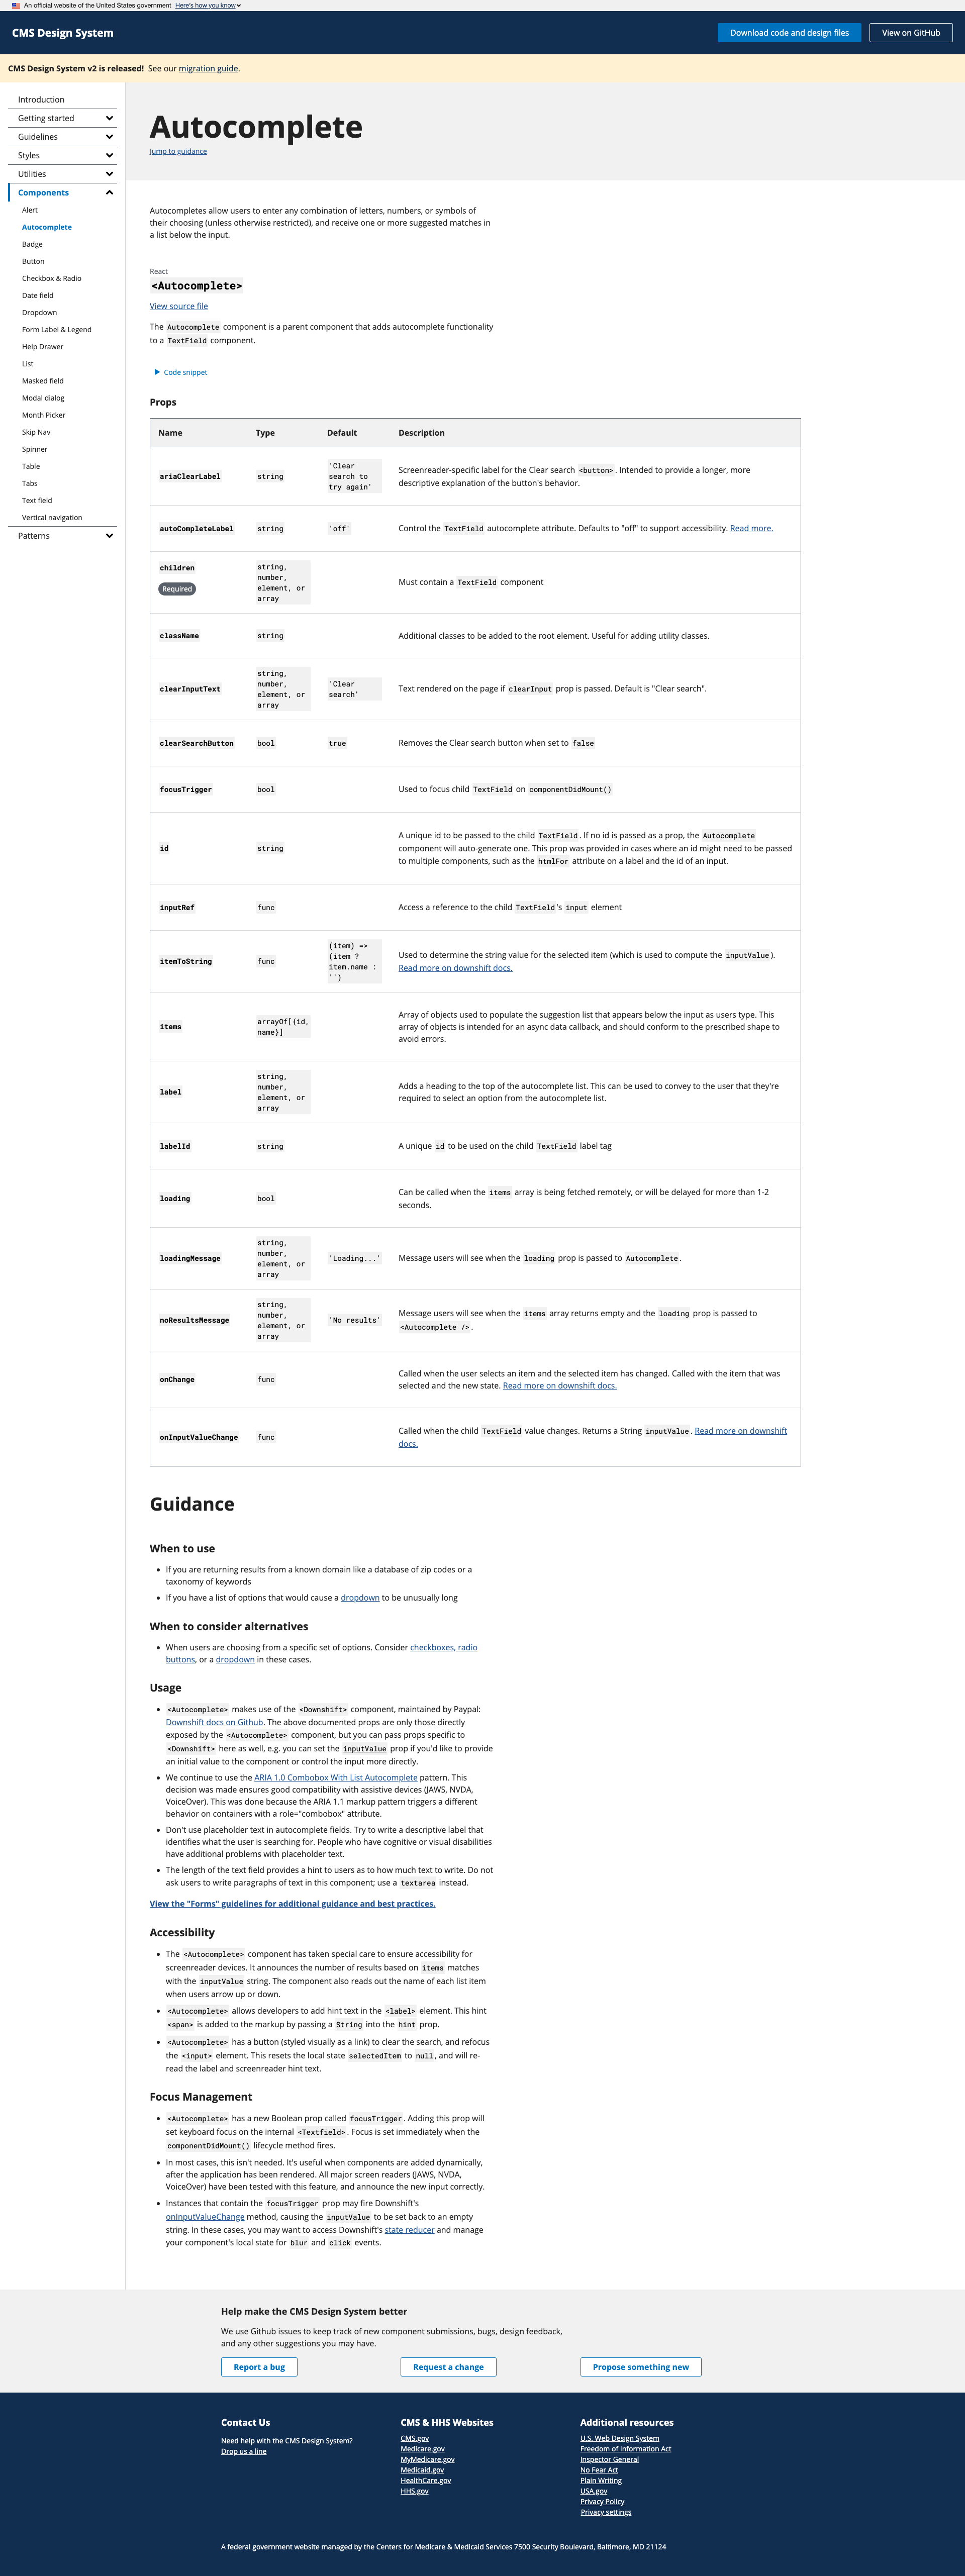 An official website of the United States government Here's how you know
CMS Design System
Download code and design files
View on GitHub
CMS Design System v2 is released! See our migration guide.
Introduction
Getting started
Guidelines
Styles
Utilities
Components
Alert
Autocomplete
Badge
Button
Checkbox & Radio
Date field
Dropdown
Form Label & Legend
Help Drawer
List
Masked field
Modal dialog
Month Picker
Skip Nav
Spinner
Table
Tabs
Text field
Vertical navigation
Patterns
Autocomplete
Jump to guidance
Autocompletes allow users to enter any combination of letters, numbers, or symbols of
their choosing (unless otherwise restricted), and receive one or more suggested matches in
a list below the input.
React
<Autocomplete>
View source file
The Autocomplete component is a parent component that adds autocomplete functionality
to a TextField component.
Code snippet
Props
Name Type Default Description
ariaClearLabel string 'Clear
search to
try again'
Screenreader-specific label for the Clear search <button>. Intended to provide a longer, more
descriptive explanation of the button's behavior.
autoCompleteLabel string 'off' Control the TextField autocomplete attribute. Defaults to "off" to support accessibility. Read more.
children
Required
string,
number,
element, or
array
Must contain a TextField component
className string Additional classes to be added to the root element. Useful for adding utility classes.
clearInputText
string,
number,
element, or
array
'Clear
search'
Text rendered on the page if clearInput prop is passed. Default is "Clear search".
clearSearchButton bool true Removes the Clear search button when set to false
focusTrigger bool Used to focus child TextField on componentDidMount()
id string
A unique id to be passed to the child TextField. If no id is passed as a prop, the Autocomplete
component will auto-generate one. This prop was provided in cases where an id might need to be passed
to multiple components, such as the htmlFor attribute on a label and the id of an input.
inputRef func Access a reference to the child TextField's input element
itemToString func
(item) =>
(item ?
item.name :
'')
Used to determine the string value for the selected item (which is used to compute the inputValue).
Read more on downshift docs.
items
arrayOf[{id,
name}]
Array of objects used to populate the suggestion list that appears below the input as users type. This
array of objects is intended for an async data callback, and should conform to the prescribed shape to
avoid errors.
label
string,
number,
element, or
array
Adds a heading to the top of the autocomplete list. This can be used to convey to the user that they're
required to select an option from the autocomplete list.
labelId string A unique id to be used on the child TextField label tag
loading bool
Can be called when the items array is being fetched remotely, or will be delayed for more than 1-2
seconds.
loadingMessage
string,
number,
element, or
array
'Loading...' Message users will see when the loading prop is passed to Autocomplete.
noResultsMessage
string,
number,
element, or
array
'No results'
Message users will see when the items array returns empty and the loading prop is passed to
<Autocomplete />.
onChange func
Called when the user selects an item and the selected item has changed. Called with the item that was
selected and the new state. Read more on downshift docs.
onInputValueChange func
Called when the child TextField value changes. Returns a String inputValue. Read more on downshift
docs.
Guidance
When to use
• If you are returning results from a known domain like a database of zip codes or a
taxonomy of keywords
• If you have a list of options that would cause a dropdown to be unusually long
When to consider alternatives
• When users are choosing from a specific set of options. Consider checkboxes, radio
buttons, or a dropdown in these cases.
Usage
• <Autocomplete> makes use of the <Downshift> component, maintained by Paypal:
Downshift docs on Github. The above documented props are only those directly
exposed by the <Autocomplete> component, but you can pass props specific to
<Downshift> here as well, e.g. you can set the inputValue prop if you'd like to provide
an initial value to the component or control the input more directly.
• We continue to use the ARIA 1.0 Combobox With List Autocomplete pattern. This
decision was made ensures good compatibility with assistive devices (JAWS, NVDA,
VoiceOver). This was done because the ARIA 1.1 markup pattern triggers a different
behavior on containers with a role="combobox" attribute.
• Don't use placeholder text in autocomplete fields. Try to write a descriptive label that
identifies what the user is searching for. People who have cognitive or visual disabilities
have additional problems with placeholder text.
• The length of the text field provides a hint to users as to how much text to write. Do not
ask users to write paragraphs of text in this component; use a textarea instead.
View the "Forms" guidelines for additional guidance and best practices.
Accessibility
• The <Autocomplete> component has taken special care to ensure accessibility for
screenreader devices. It announces the number of results based on items matches
with the inputValue string. The component also reads out the name of each list item
when users arrow up or down.
• <Autocomplete> allows developers to add hint text in the <label> element. This hint
<span> is added to the markup by passing a String into the hint prop.
• <Autocomplete> has a button (styled visually as a link) to clear the search, and refocus
the <input> element. This resets the local state selectedItem to null, and will re-
read the label and screenreader hint text.
Focus Management
• <Autocomplete> has a new Boolean prop called focusTrigger. Adding this prop will
set keyboard focus on the internal <Textfield>. Focus is set immediately when the
componentDidMount() lifecycle method fires.
• In most cases, this isn't needed. It's useful when components are added dynamically,
after the application has been rendered. All major screen readers (JAWS, NVDA,
VoiceOver) have been tested with this feature, and announce the new input correctly.
• Instances that contain the focusTrigger prop may fire Downshift's
onInputValueChange method, causing the inputValue to be set back to an empty
string. In these cases, you may want to access Downshift's state reducer and manage
your component's local state for blur and click events.
Help make the CMS Design System better
We use Github issues to keep track of new component submissions, bugs, design feedback,
and any other suggestions you may have.
Report a bug
Request a change
Propose something new
Contact Us
Need help with the CMS Design System?
Drop us a line
CMS & HHS Websites
CMS.gov
Medicare.gov
MyMedicare.gov
Medicaid.gov
HealthCare.gov
HHS.gov
Additional resources
U.S. Web Design System
Freedom of Information Act
Inspector General
No Fear Act
Plain Writing
USA.gov
Privacy Policy
Privacy settings
A federal government website managed by the Centers for Medicare & Medicaid Services 7500 Security Boulevard, Baltimore, MD 21124